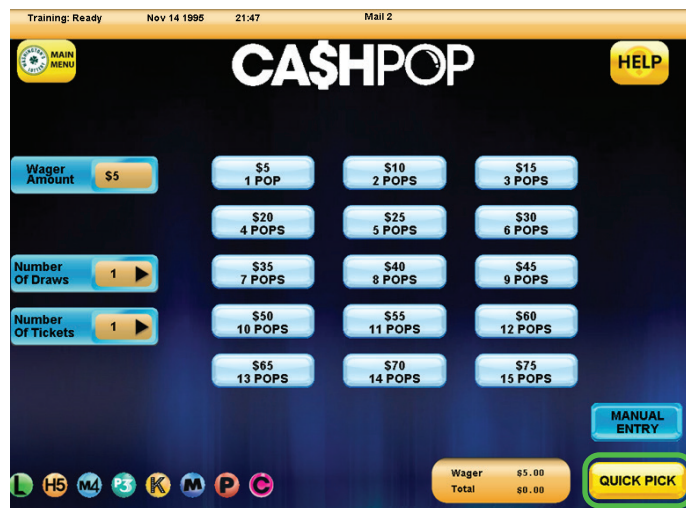 Training: Ready Nov 14 1995 21:47 Mail 2
MAIN
MENU
CA$HPOP
HELP
Wager
Amount
$5
$5
1 POP
$10
2 POPS
$15
3 POPS
$20
4 POPS
$25
5 POPS
$30
6 POPS
Number
Of Draws
1
$35
7 POPS
$40
8 POPS
$45
9 POPS
Number
Of Tickets
1
$50
10 POPS
$55
11 POPS
$60
12 POPS
$65
13 POPS
$70
14 POPS
$75
15 POPS
MANUAL
ENTRY
L H5 M4 P3 K M P C
Wager $5.00
Total $0.00
QUICK PICK